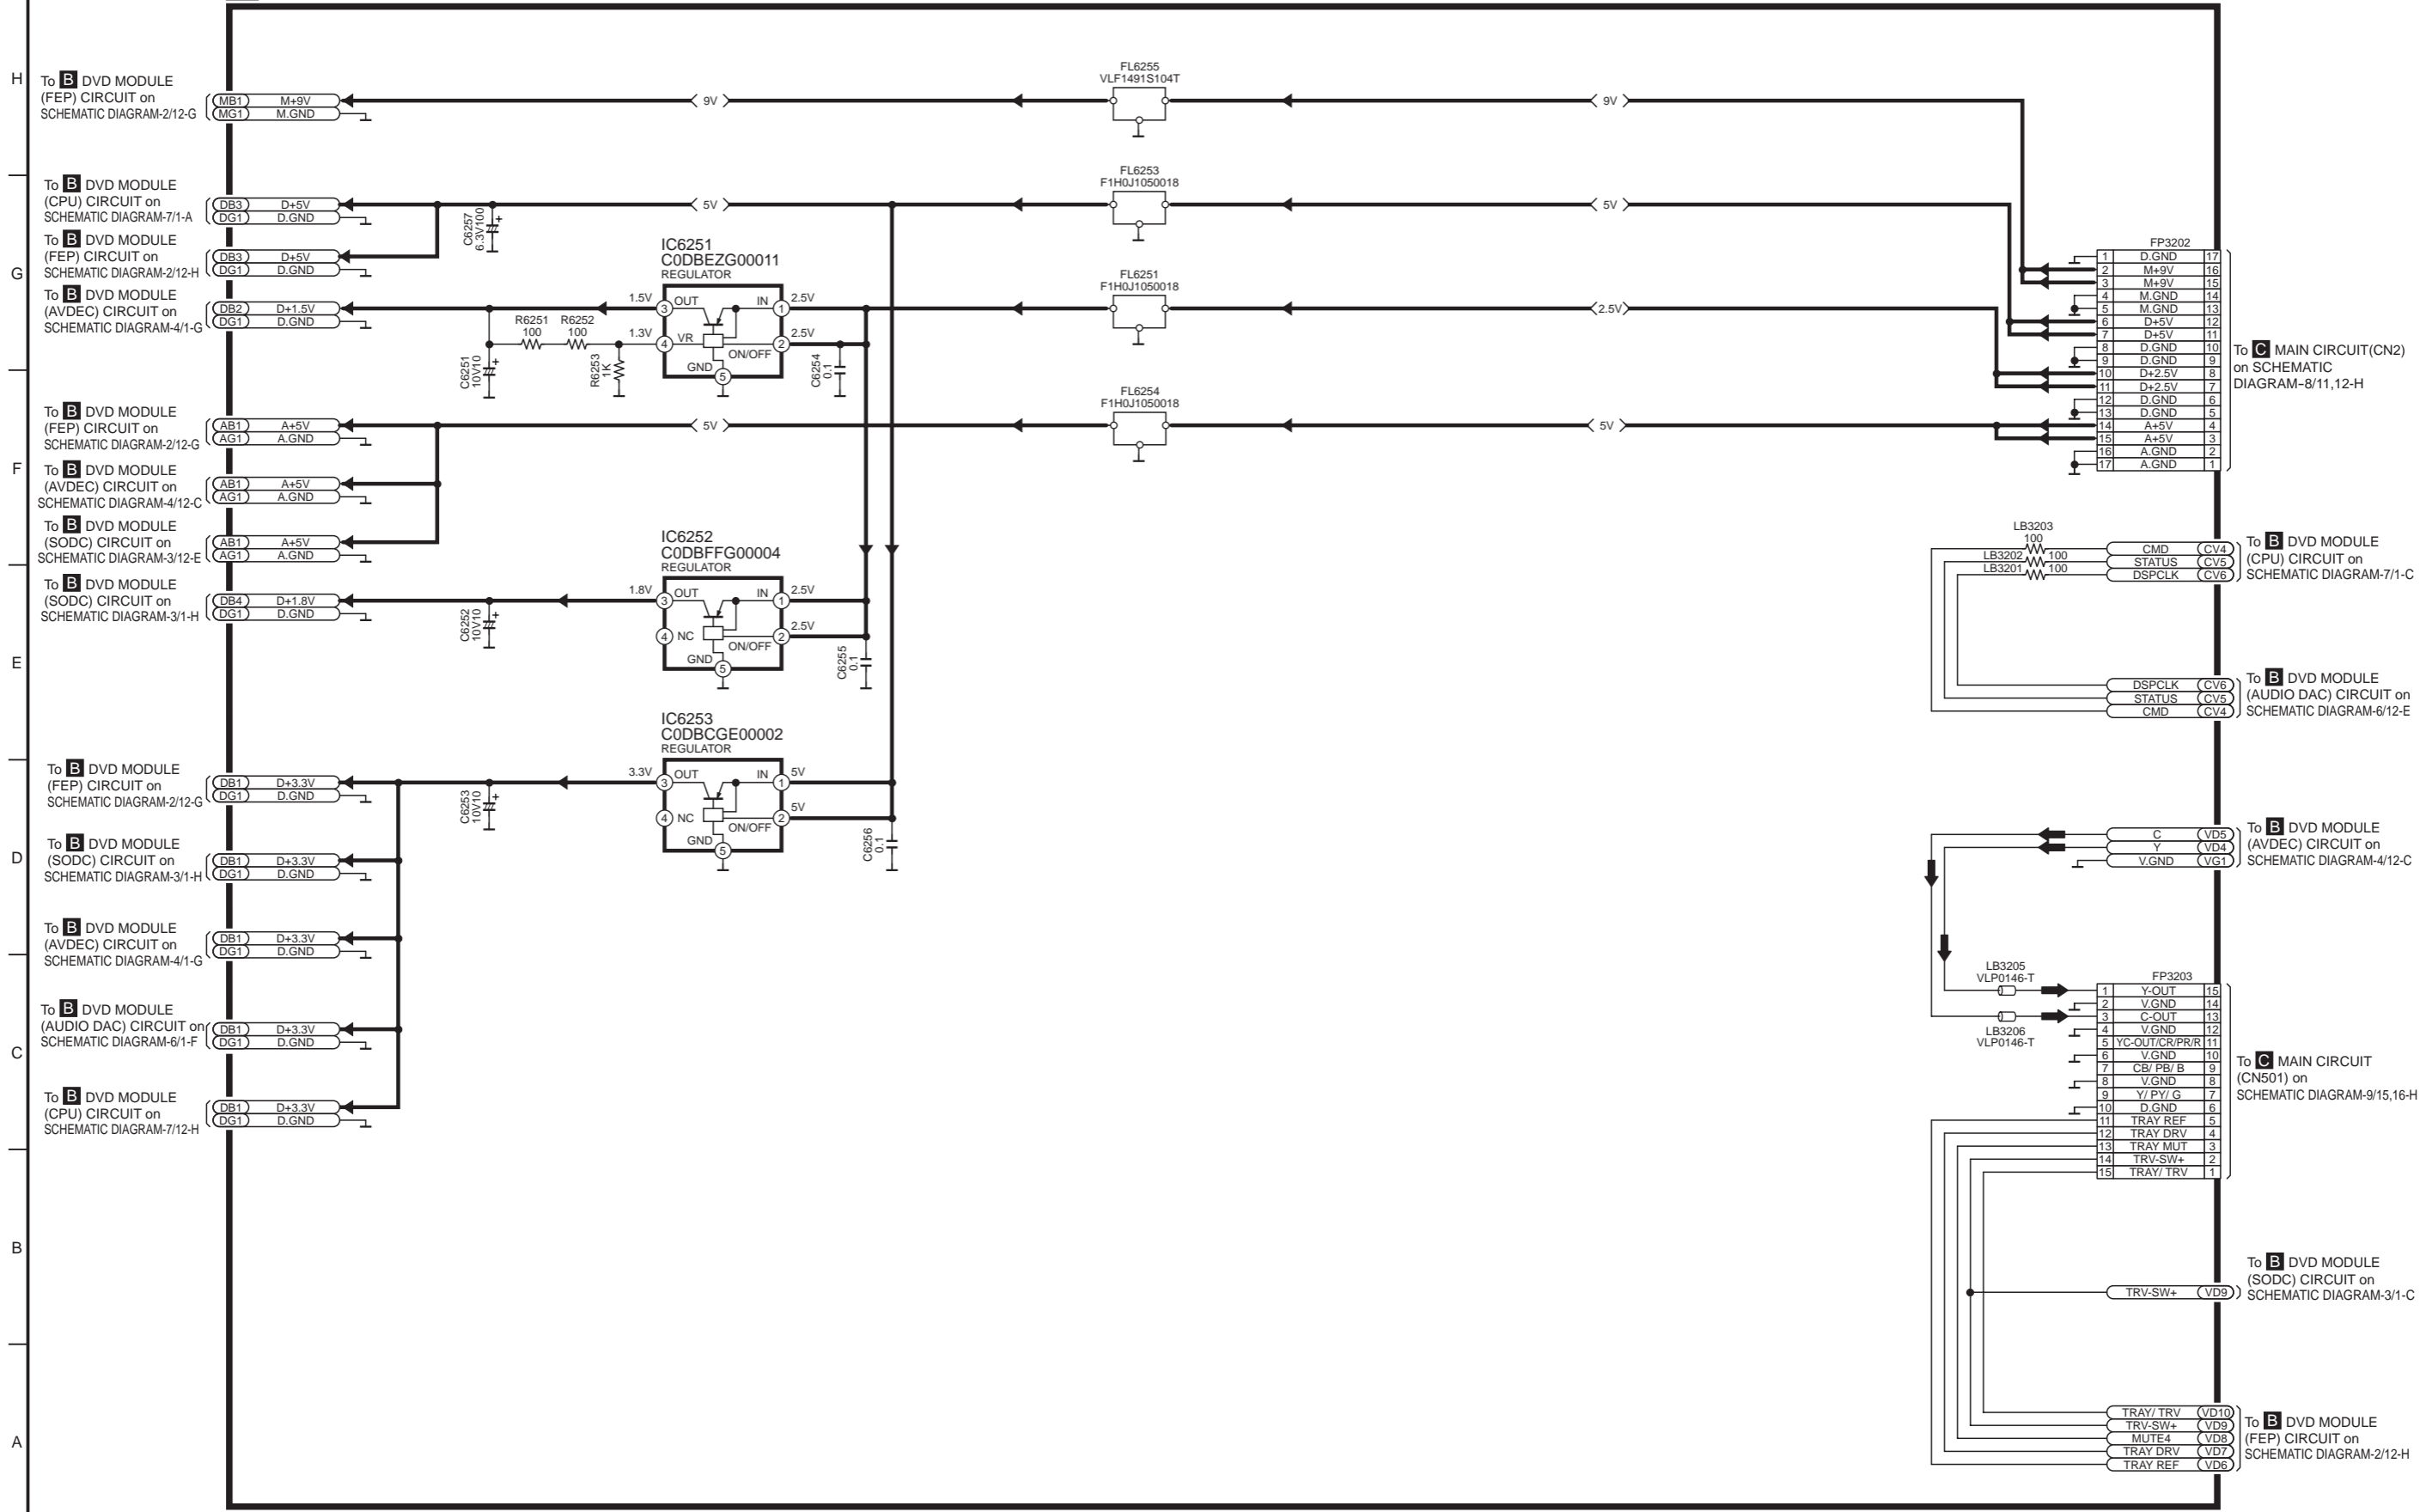 H
To B DVD MODULE
(FEP) CIRCUIT on
SCHEMATIC DIAGRAM-2/12-G
MB1 M+9V
MG1 M.GND
9V
FL6255
VLF1491S104T
9V
To B DVD MODULE
(CPU) CIRCUIT on
SCHEMATIC DIAGRAM-7/1-A
DB3 D+5V
DG1 D.GND
C6257
6.3V100
5V
FL6253
F1H0J1050018
5V
G
To B DVD MODULE
(FEP) CIRCUIT on
SCHEMATIC DIAGRAM-2/12-H
DB3 D+5V
DG1 D.GND
To B DVD MODULE
(AVDEC) CIRCUIT on
SCHEMATIC DIAGRAM-4/1-G
DB2 D+1.5V
DG1 D.GND
IC6251
C0DBEZG00011
REGULATOR
1.5V 3 OUT IN 1 2.5V
1.3V 4 VR ON/OFF 2 2.5V
GND 5
R6251
100
R6252
100
R6253
1K
C6251
10V10
C6254
0.1
FL6251
F1H0J1050018
2.5V
FP3202
1 D.GND 17
2 M+9V 16
3 M+9V 15
4 M.GND 14
5 M.GND 13
6 D+5V 12
7 D+5V 11
8 D.GND 10
9 D.GND 9
10 D+2.5V 8
11 D+2.5V 7
12 D.GND 6
13 D.GND 5
14 A+5V 4
15 A+5V 3
16 A.GND 2
17 A.GND 1
To C MAIN CIRCUIT(CN2)
on SCHEMATIC
DIAGRAM-8/11,12-H
F
To B DVD MODULE
(FEP) CIRCUIT on
SCHEMATIC DIAGRAM-2/12-G
AB1 A+5V
AG1 A.GND
5V
FL6254
F1H0J1050018
5V
To B DVD MODULE
(AVDEC) CIRCUIT on
SCHEMATIC DIAGRAM-4/12-C
AB1 A+5V
AG1 A.GND
To B DVD MODULE
(SODC) CIRCUIT on
SCHEMATIC DIAGRAM-3/12-E
AB1 A+5V
AG1 A.GND
E
To B DVD MODULE
(SODC) CIRCUIT on
SCHEMATIC DIAGRAM-3/1-H
DB4 D+1.8V
DG1 D.GND
C6252
10V10
IC6252
C0DBFFG00004
REGULATOR
1.8V 3 OUT IN 1 2.5V
4 NC ON/OFF 2 2.5V
GND 5
C6255
0.1
LB3203
100
LB3202 100
LB3201 100
CMD CV4
STATUS CV5
DSPCLK CV6
To B DVD MODULE
(CPU) CIRCUIT on
SCHEMATIC DIAGRAM-7/1-C
DSPCLK CV6
STATUS CV5
CMD CV4
To B DVD MODULE
(AUDIO DAC) CIRCUIT on
SCHEMATIC DIAGRAM-6/12-E
D
To B DVD MODULE
(FEP) CIRCUIT on
SCHEMATIC DIAGRAM-2/12-G
DB1 D+3.3V
DG1 D.GND
C6253
10V10
IC6253
C0DBCGE00002
REGULATOR
3.3V 3 OUT IN 1 5V
4 NC ON/OFF 2 5V
GND 5
C6256
0.1
To B DVD MODULE
(SODC) CIRCUIT on
SCHEMATIC DIAGRAM-3/1-H
DB1 D+3.3V
DG1 D.GND
C VD5
Y VD4
V.GND VG1
To B DVD MODULE
(AVDEC) CIRCUIT on
SCHEMATIC DIAGRAM-4/12-C
To B DVD MODULE
(AVDEC) CIRCUIT on
SCHEMATIC DIAGRAM-4/1-G
DB1 D+3.3V
DG1 D.GND
C
To B DVD MODULE
(AUDIO DAC) CIRCUIT on
SCHEMATIC DIAGRAM-6/1-F
DB1 D+3.3V
DG1 D.GND
To B DVD MODULE
(CPU) CIRCUIT on
SCHEMATIC DIAGRAM-7/12-H
DB1 D+3.3V
DG1 D.GND
LB3205
VLP0146-T
LB3206
VLP0146-T
FP3203
1 Y-OUT 15
2 V.GND 14
3 C-OUT 13
4 V.GND 12
5 YC-OUT/CR/PR/R 11
6 V.GND 10
7 CB/ PB/ B 9
8 V.GND 8
9 Y/ PY/ G 7
10 D.GND 6
11 TRAY REF 5
12 TRAY DRV 4
13 TRAY MUT 3
14 TRV-SW+ 2
15 TRAY/ TRV 1
To C MAIN CIRCUIT
(CN501) on
SCHEMATIC DIAGRAM-9/15,16-H
B
TRV-SW+ VD9
To B DVD MODULE
(SODC) CIRCUIT on
SCHEMATIC DIAGRAM-3/1-C
A
TRAY/ TRV VD10
TRV-SW+ VD9
MUTE4 VD8
TRAY DRV VD7
TRAY REF VD6
To B DVD MODULE
(FEP) CIRCUIT on
SCHEMATIC DIAGRAM-2/12-H